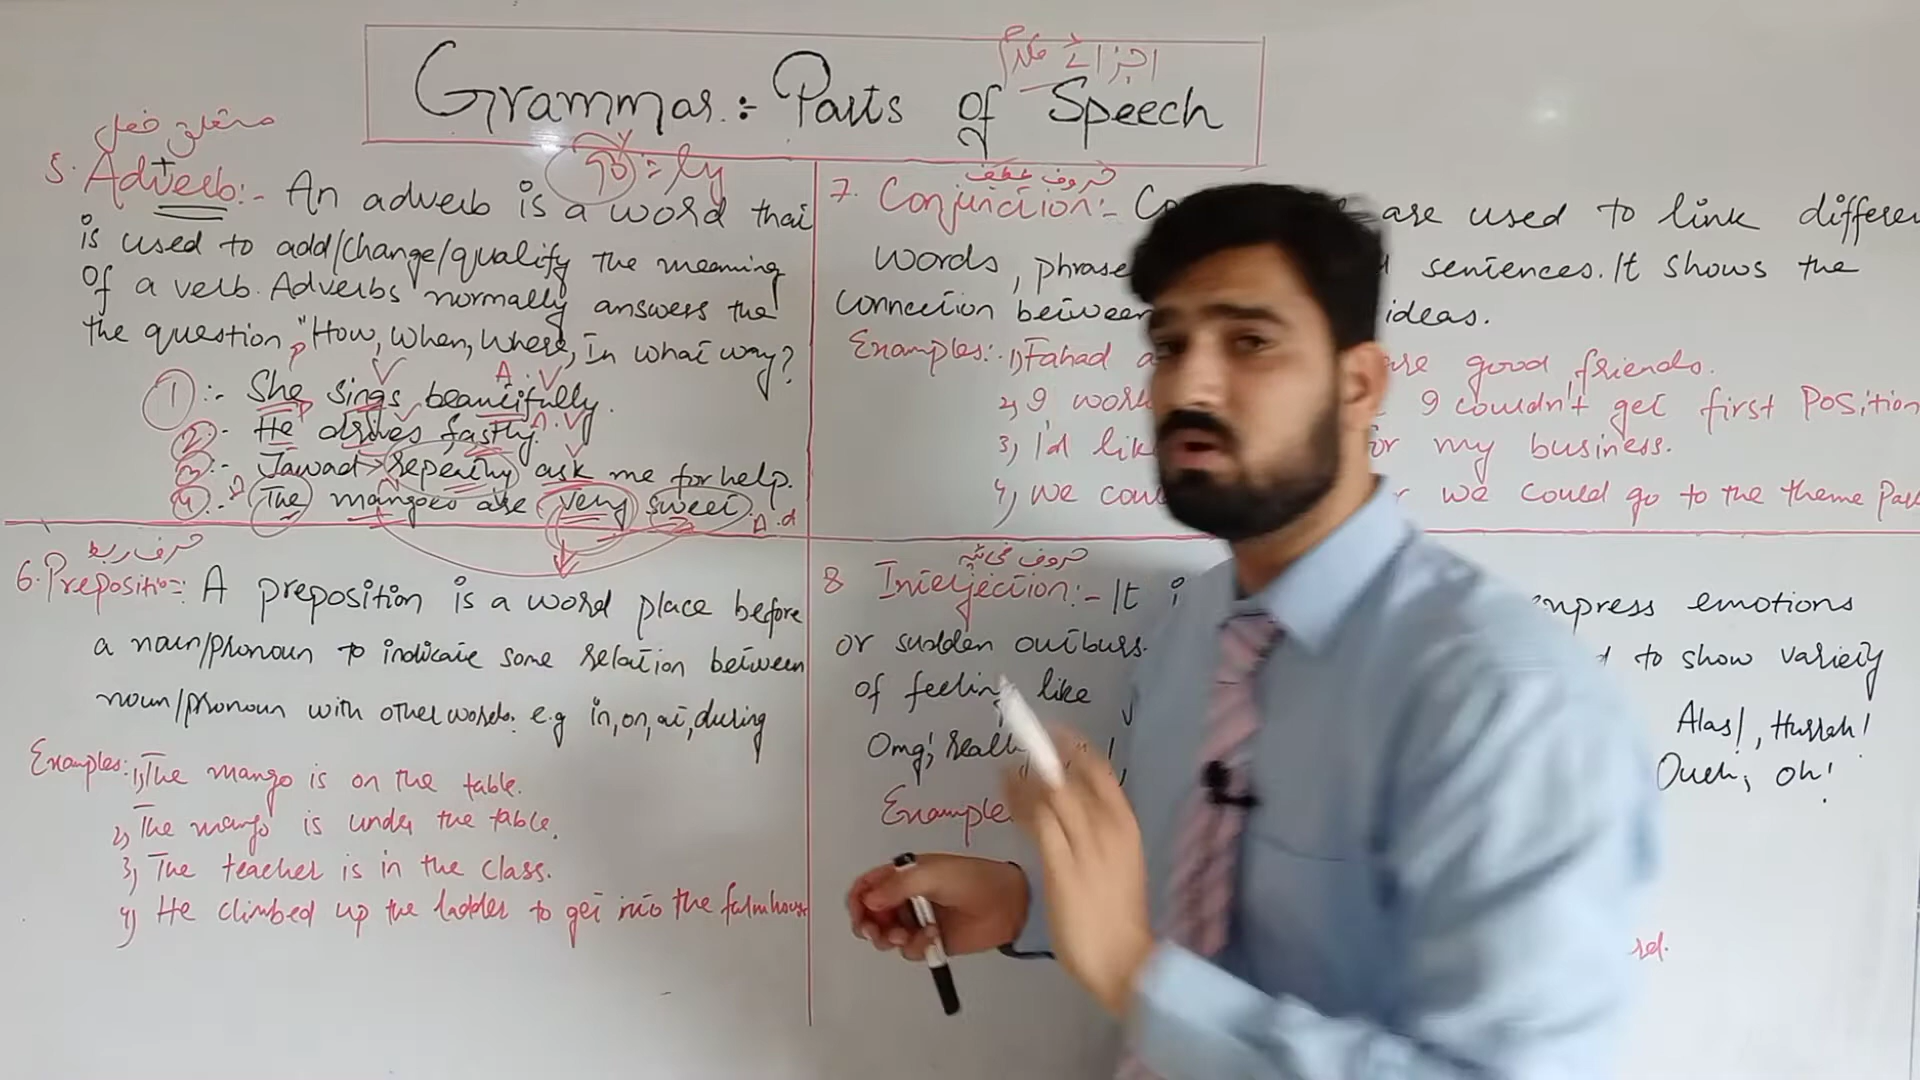 اجزائے کلام
Grammar: Parts of Speech
متعلق فعل
90% = ly
5. Adverb:- An adverb is a word that
is used to add/change/qualify the meaning
of a verb. Adverbs normally answers the
the question "How, When, Where, In what way?
1:- She sings beautifully.
2:- He drives fastly.
3:- Jawad repeatly ask me for help.
4:- The mangoes are very sweet.
حرف ربط
6. Preposition: A preposition is a word place before
a noun/pronoun to indicate some relation between
noun/pronoun with other words. e.g in, on, at, during
Examples: 1) The mango is on the table.
2) The mango is under the table.
3) The teacher is in the class.
4) He climbed up the ladder to get into the farmhouse
حروف عطف
7. Conjunction:- are used to link differen
words, phrase sentences. It shows the
connection between ideas.
Examples:- 1) Fahad are good friends.
2) I work I couldn't get first Position
3) I'd lik for my business.
4) We cou we could go to the theme Park
حروف فجائیہ
8 Interjection:- It i express emotions
or sudden outburs to show variety
of feeling like Alas!, Hurrah!
Omg!, Really Ouch, oh!
Example
rd.